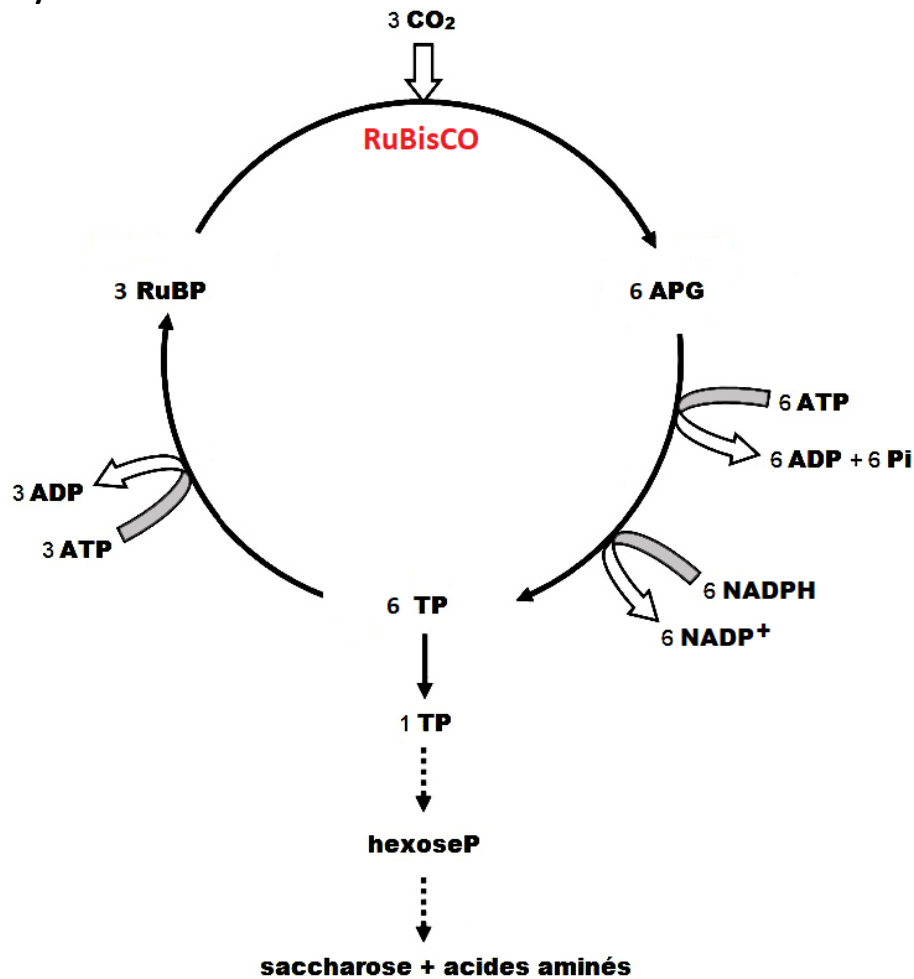 3 CO₂
RuBisCO
3 RuBP
6 APG
6 ATP
6 ADP + 6 Pi
3 ADP
3 ATP
6 NADPH
6 TP
6 NADP⁺
1 TP
hexoseP
saccharose + acides aminés